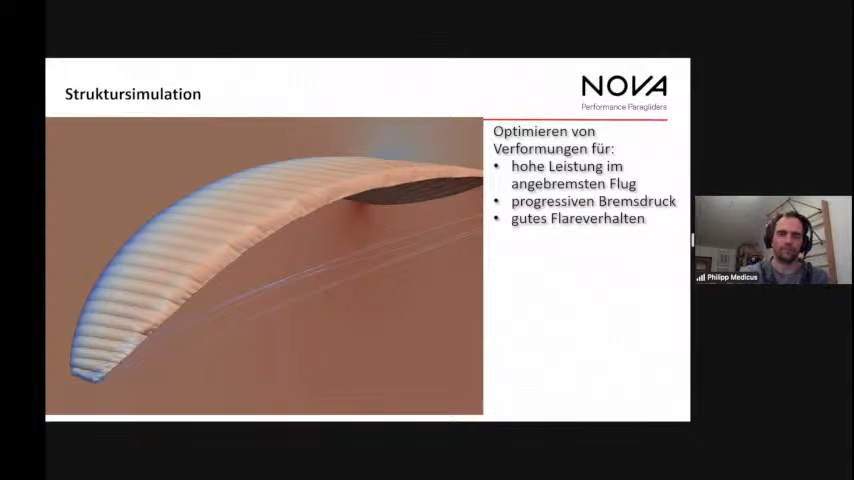 Struktursimulation
NOVA
Performance Paragliders
Optimieren von
Verformungen für:
• hohe Leistung im
angebremsten Flug
• progressiven Bremsdruck
• gutes Flareverhalten
Philipp Medicus